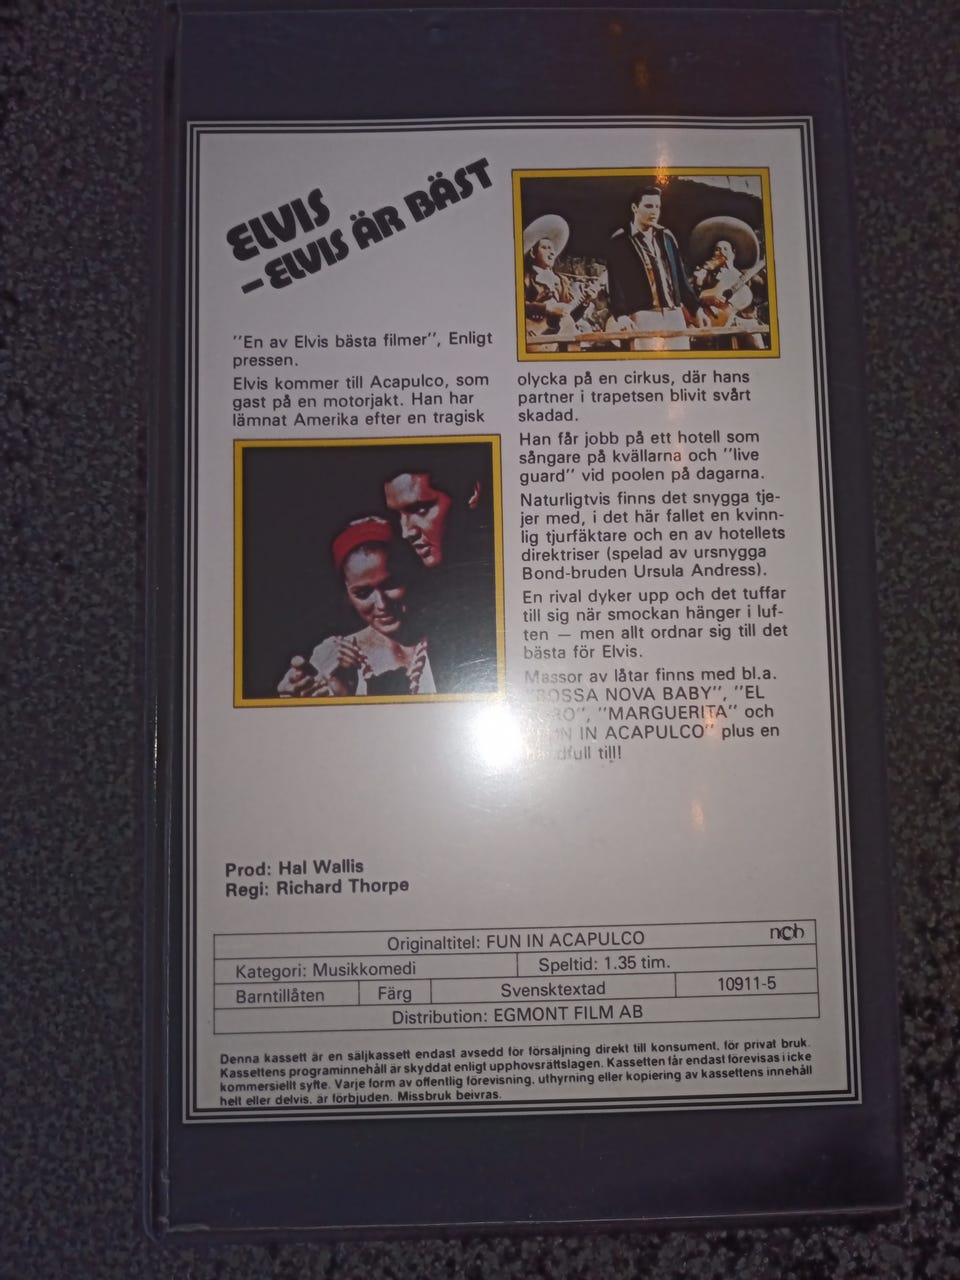 ELVIS
– ELVIS ÄR BÄST
"En av Elvis bästa filmer", Enligt
pressen.
Elvis kommer till Acapulco, som
gast på en motorjakt. Han har
lämnat Amerika efter en tragisk
olycka på en cirkus, där hans
partner i trapetsen blivit svårt
skadad.
Han får jobb på ett hotell som
sångare på kvällarna och "live
guard" vid poolen på dagarna.
Naturligtvis finns det snygga tje-
jer med, i det här fallet en kvinn-
lig tjurfäktare och en av hotellets
direktriser (spelad av ursnygga
Bond-bruden Ursula Andress).
En rival dyker upp och det tuffar
till sig när smockan hänger i luf-
ten – men allt ordnar sig till det
bästa för Elvis.
Massor av låtar finns med bl.a.
"BOSSA NOVA BABY", "EL
"MARGUERITA" och
IN ACAPULCO" plus en
handfull till!
Prod: Hal Wallis
Regi: Richard Thorpe
Originaltitel: FUN IN ACAPULCO
ncb
Kategori: Musikkomedi
Speltid: 1.35 tim.
Barntillåten
Färg
Svensktextad
10911-5
Distribution: EGMONT FILM AB
Denna kassett är en säljkassett endast avsedd för försäljning direkt till konsument, för privat bruk.
Kassettens programinnehåll är skyddat enligt upphovsrättslagen. Kassetten får endast förevisas i icke
kommersiellt syfte. Varje form av offentlig förevisning, uthyrning eller kopiering av kassettens innehåll
helt eller delvis, är förbjuden. Missbruk beivras.